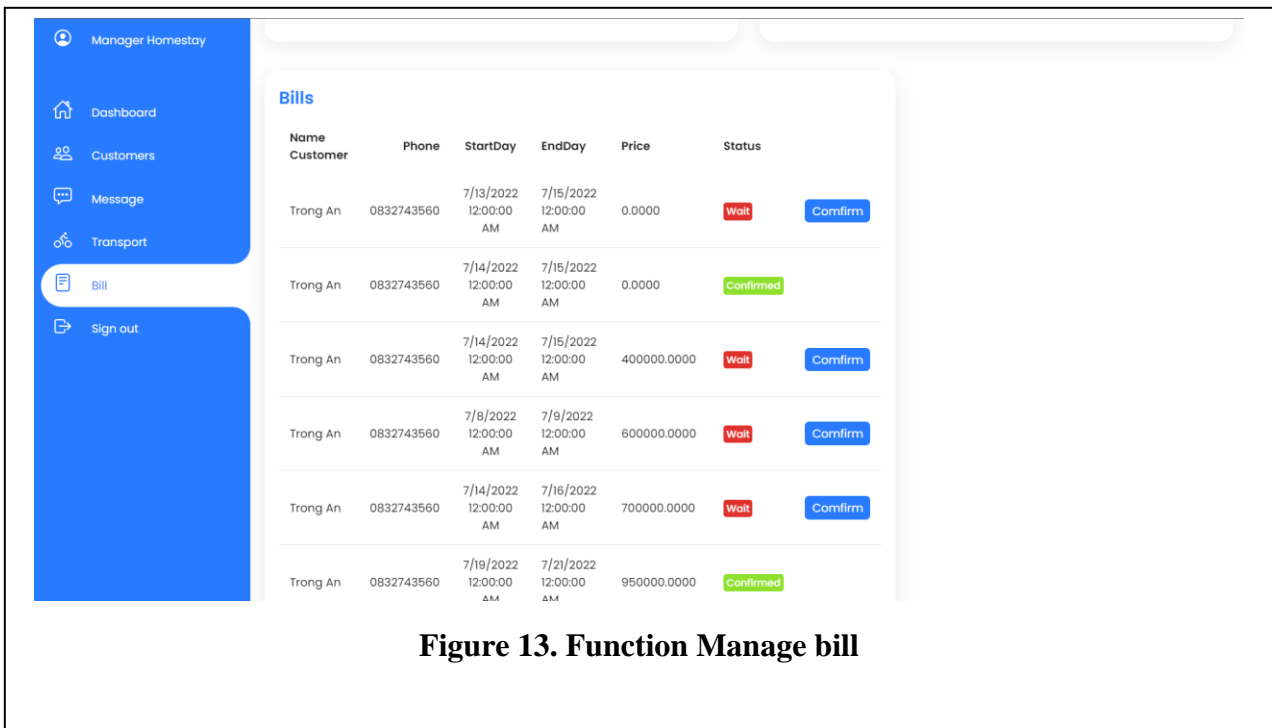 Manager Homestay
Dashboard
Customers
Message
Transport
Bill
Sign out
Bills
Name Customer Phone StartDay EndDay Price Status
Trong An 0832743560 7/13/2022 12:00:00 AM 7/15/2022 12:00:00 AM 0.0000 Wait Comfirm
Trong An 0832743560 7/14/2022 12:00:00 AM 7/15/2022 12:00:00 AM 0.0000 Confirmed
Trong An 0832743560 7/14/2022 12:00:00 AM 7/15/2022 12:00:00 AM 400000.0000 Wait Comfirm
Trong An 0832743560 7/8/2022 12:00:00 AM 7/9/2022 12:00:00 AM 600000.0000 Wait Comfirm
Trong An 0832743560 7/14/2022 12:00:00 AM 7/16/2022 12:00:00 AM 700000.0000 Wait Comfirm
Trong An 0832743560 7/19/2022 12:00:00 AM 7/21/2022 12:00:00 AM 950000.0000 Confirmed
Figure 13. Function Manage bill